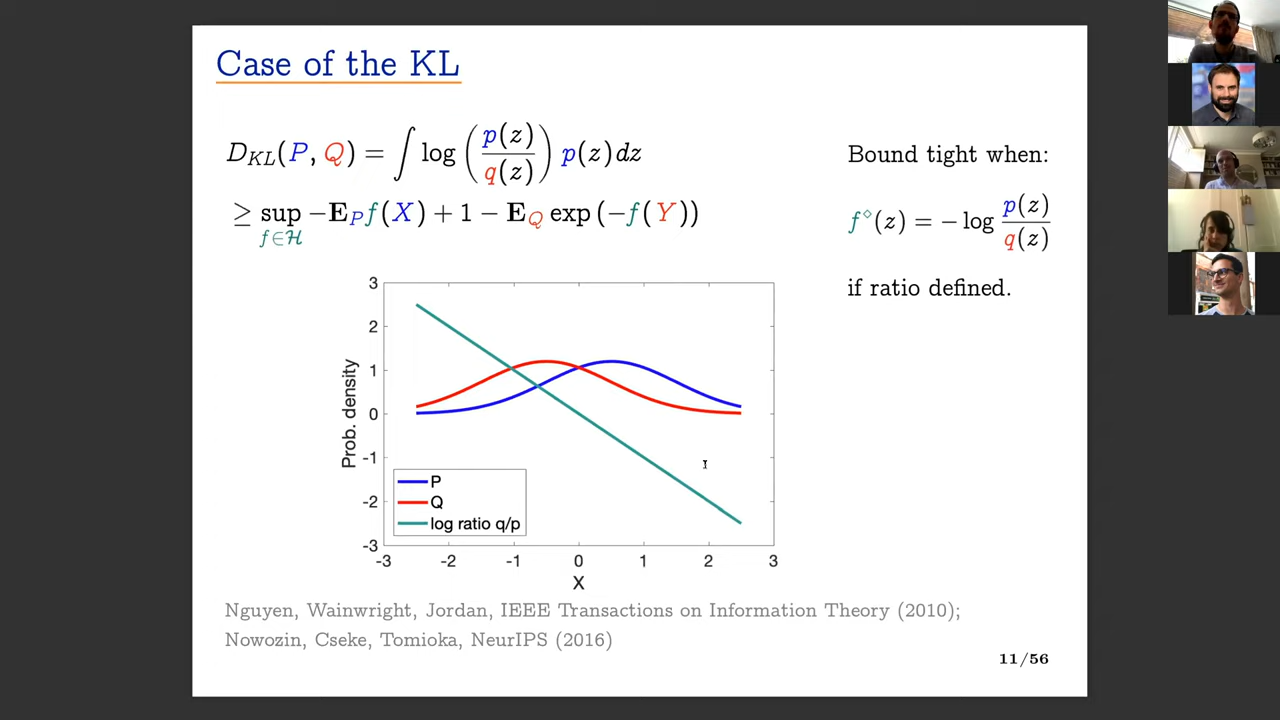 Case of the KL
D_{KL}(P, Q) = ∫ log (p(z)/q(z)) p(z)dz
≥ sup_{f∈ℋ} −E_P f(X) + 1 − E_Q exp (−f(Y))
Bound tight when:
f^⋄(z) = − log p(z)/q(z)
if ratio defined.
3
2
1
0
-1
-2
-3
Prob. density
P
Q
log ratio q/p
-3 -2 -1 0 1 2 3
X
Nguyen, Wainwright, Jordan, IEEE Transactions on Information Theory (2010);
Nowozin, Cseke, Tomioka, NeurIPS (2016)
11/56